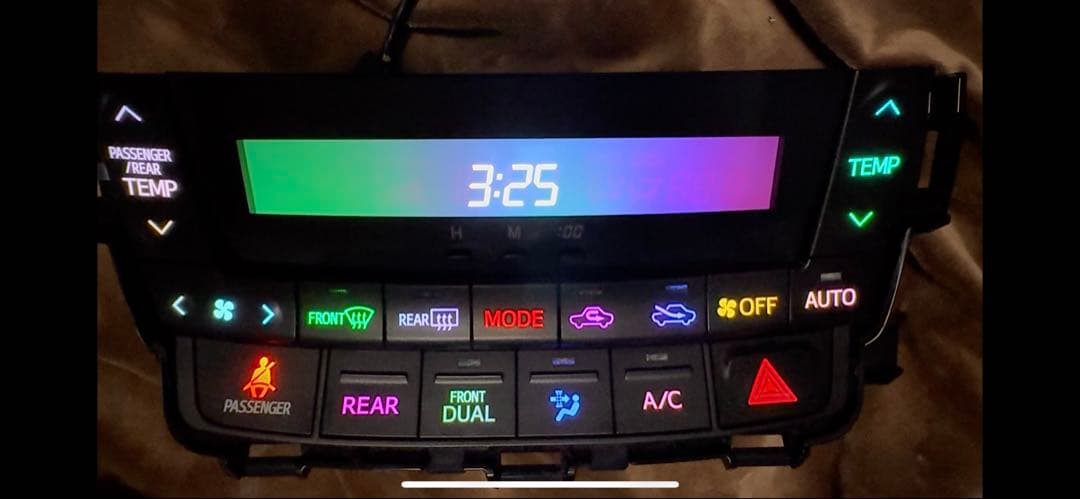 PASSENGER
/REAR
TEMP
3:25
TEMP
H M :00
FRONT
REAR
MODE
OFF
AUTO
PASSENGER
REAR
FRONT
DUAL
A/C